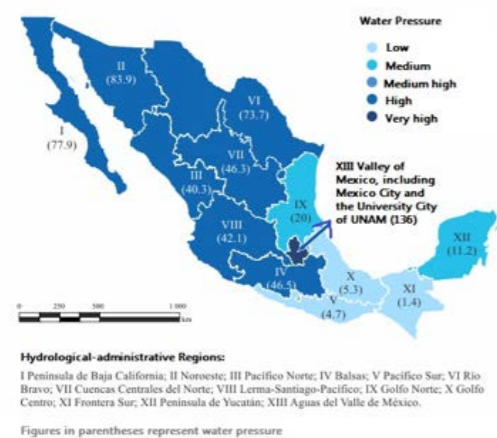 Water Pressure
Low
Medium
Medium high
High
Very high
II
(83.9)
VI
(73.7)
I
(77.9)
VII
(46.3)
III
(40.3)
XIII Valley of
Mexico, including
Mexico City and
the University City
of UNAM (136)
IX
(20)
VIII
(42.1)
XII
(11.2)
IV
(46.5)
X
(5.3)
XI
(1.4)
V
(4.7)
0 250 500 1 000
km
Hydrological-administrative Regions:
I Península de Baja California; II Noroeste; III Pacífico Norte; IV Balsas; V Pacífico Sur; VI Río
Bravo; VII Cuencas Centrales del Norte; VIII Lerma-Santiago-Pacífico; IX Golfo Norte; X Golfo
Centro; XI Frontera Sur; XII Península de Yucatán; XIII Aguas del Valle de México.
Figures in parentheses represent water pressure